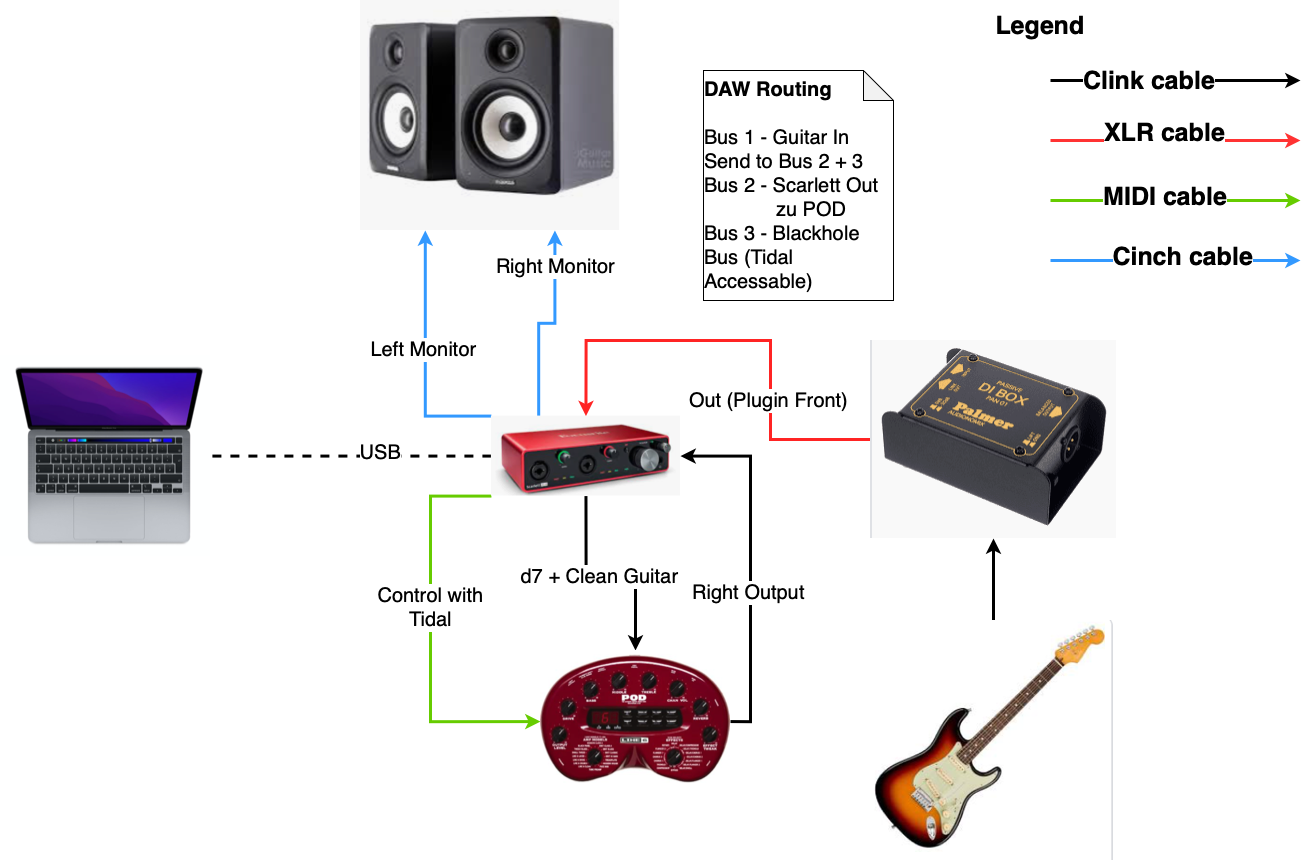 Legend
Clink cable
XLR cable
MIDI cable
Cinch cable
DAW Routing
Bus 1 - Guitar In
Send to Bus 2 + 3
Bus 2 - Scarlett Out
zu POD
Bus 3 - Blackhole
Bus (Tidal
Accessable)
Right Monitor
Left Monitor
Out (Plugin Front)
USB
PASSIVE
DI BOX
PAN 01
Palmer
AUDIONOMIX
d7 + Clean Guitar
Right Output
Control with
Tidal
POD
LINE 6